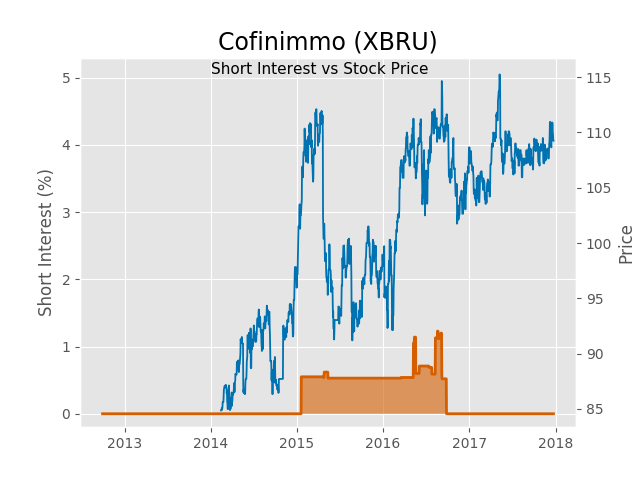 Cofinimmo (XBRU)
Short Interest vs Stock Price
Short Interest (%)
5
4
3
2
1
0
115
110
105
100
95
90
85
Price
2013 2014 2015 2016 2017 2018